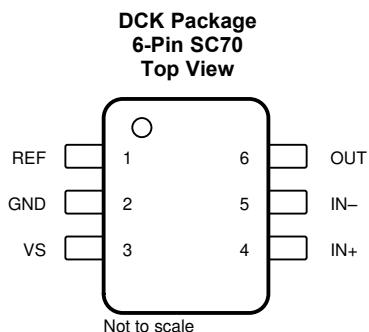 DCK Package
6-Pin SC70
Top View
REF 1 6 OUT
GND 2 5 IN–
VS 3 4 IN+
Not to scale